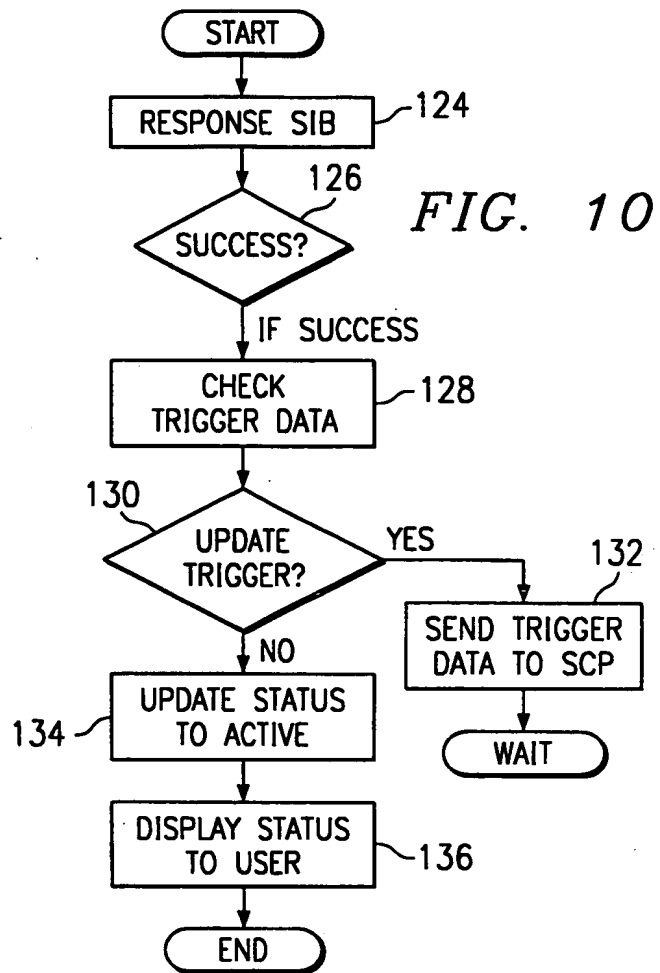 START
RESPONSE SIB
124
126
FIG. 10
SUCCESS?
IF SUCCESS
CHECK
TRIGGER DATA
128
130
UPDATE
TRIGGER?
YES
132
SEND TRIGGER
DATA TO SCP
WAIT
NO
134
UPDATE STATUS
TO ACTIVE
DISPLAY STATUS
TO USER
136
END